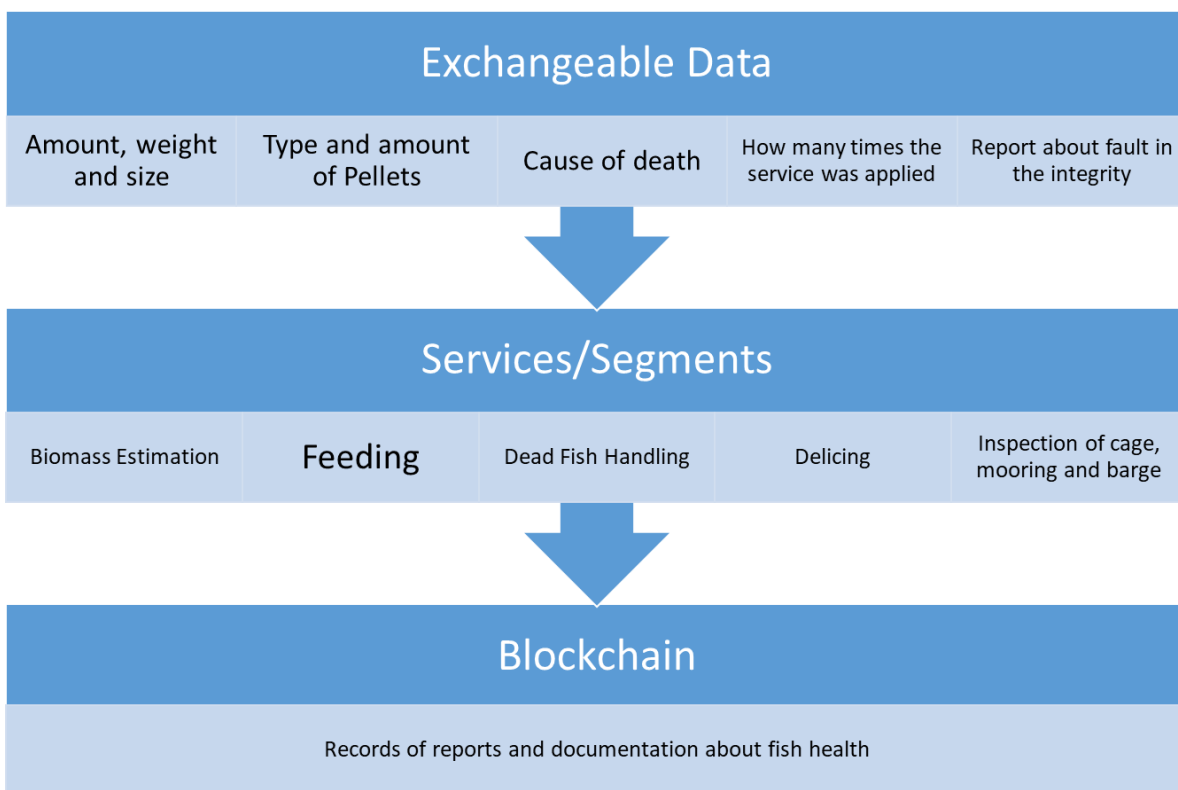 Exchangeable Data
Amount, weight
and size
Type and amount
of Pellets
Cause of death
How many times the
service was applied
Report about fault in
the integrity
Services/Segments
Biomass Estimation
Feeding
Dead Fish Handling
Delicing
Inspection of cage,
mooring and barge
Blockchain
Records of reports and documentation about fish health